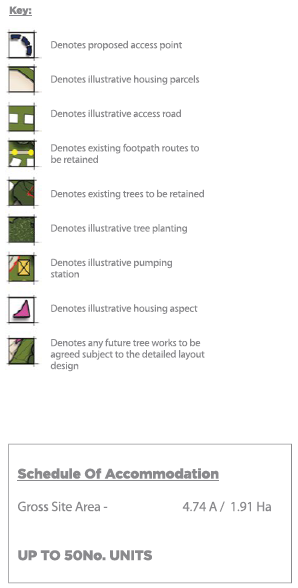 Key:
Denotes proposed access point
Denotes illustrative housing parcels
Denotes illustrative access road
Denotes existing footpath routes to
be retained
Denotes existing trees to be retained
Denotes illustrative tree planting
Denotes illustrative pumping
station
Denotes illustrative housing aspect
Denotes any future tree works to be
agreed subject to the detailed layout
design
Schedule Of Accommodation
Gross Site Area - 4.74 A / 1.91 Ha
UP TO 50No. UNITS